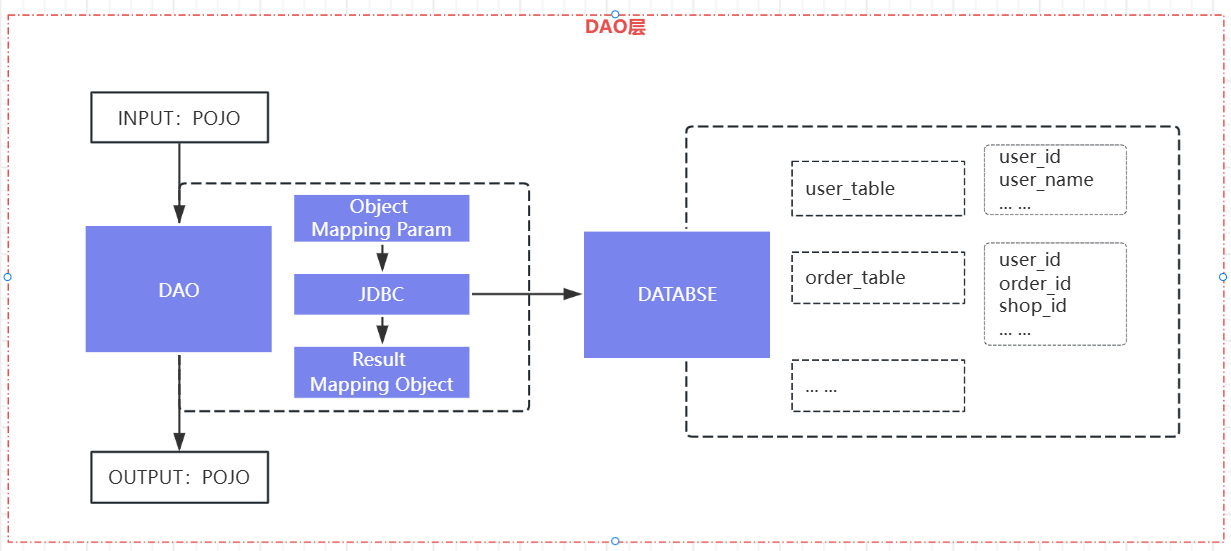 DAO层
INPUT：POJO
DAO
Object
Mapping Param
JDBC
Result
Mapping Object
OUTPUT：POJO
DATABSE
user_table
user_id
user_name
... ...
order_table
user_id
order_id
shop_id
... ...
... ...